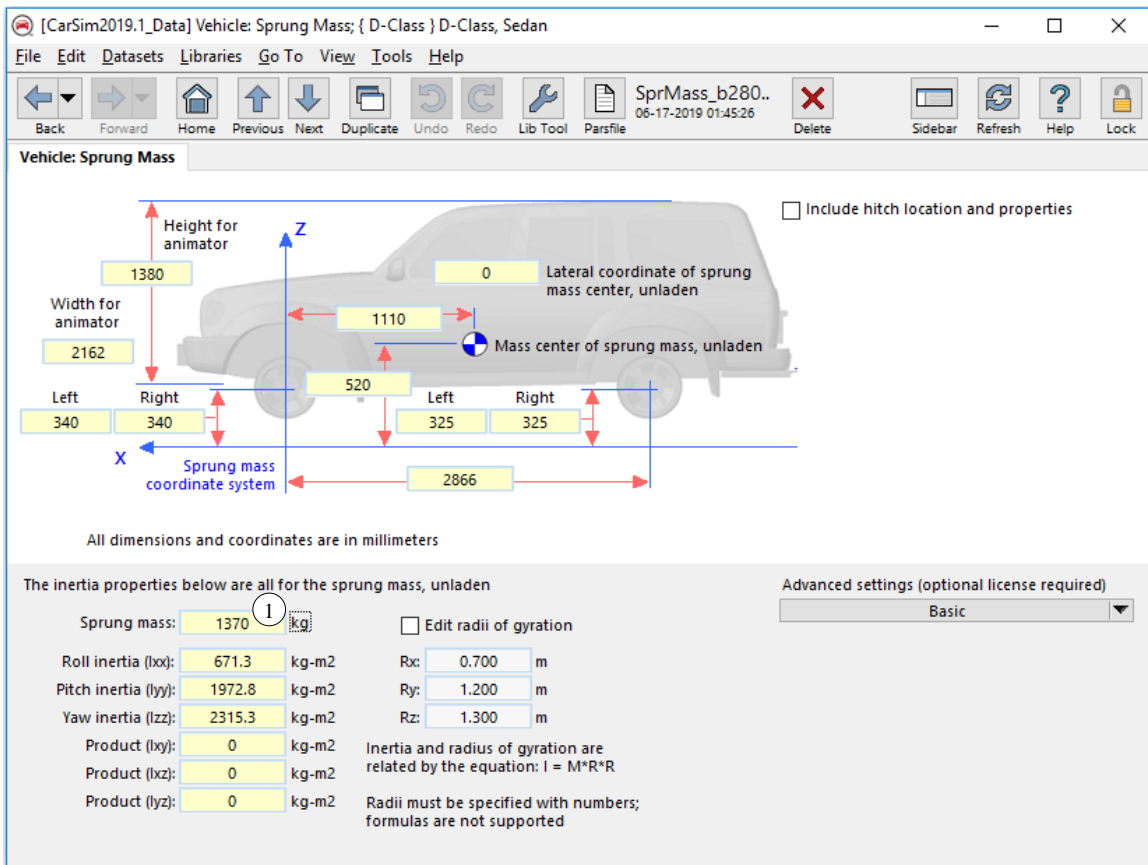 [CarSim2019.1_Data] Vehicle: Sprung Mass; { D-Class } D-Class, Sedan
File Edit Datasets Libraries Go To View Tools Help
Back Forward Home Previous Next Duplicate Undo Redo Lib Tool Parsfile
SprMass_b280..
06-17-2019 01:45:26
Delete Sidebar Refresh Help Lock
Vehicle: Sprung Mass
Include hitch location and properties
Height for
animator
1380
Z
0
Lateral coordinate of sprung
mass center, unladen
Width for
animator
2162
1110
Mass center of sprung mass, unladen
520
Left Right
340 340
Left Right
325 325
X
Sprung mass
coordinate system
2866
All dimensions and coordinates are in millimeters
The inertia properties below are all for the sprung mass, unladen
Advanced settings (optional license required)
Basic
1
Sprung mass: 1370 kg
Edit radii of gyration
Roll inertia (Ixx): 671.3 kg-m2
Rx: 0.700 m
Pitch inertia (Iyy): 1972.8 kg-m2
Ry: 1.200 m
Yaw inertia (Izz): 2315.3 kg-m2
Rz: 1.300 m
Product (Ixy): 0 kg-m2
Product (Ixz): 0 kg-m2
Product (Iyz): 0 kg-m2
Inertia and radius of gyration are
related by the equation: I = M*R*R
Radii must be specified with numbers;
formulas are not supported